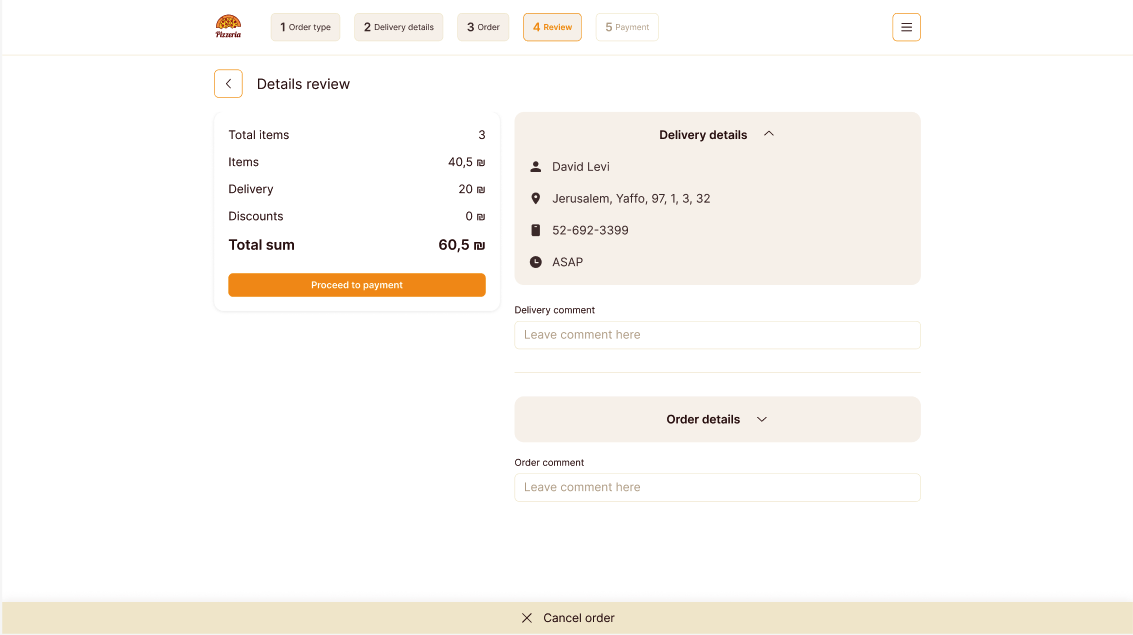 Pizzeria
1 Order type
2 Delivery details
3 Order
4 Review
5 Payment
Details review
Total items 3
Items 40,5 ₪
Delivery 20 ₪
Discounts 0 ₪
Total sum 60,5 ₪
Proceed to payment
Delivery details
David Levi
Jerusalem, Yaffo, 97, 1, 3, 32
52-692-3399
ASAP
Delivery comment
Leave comment here
Order details
Order comment
Leave comment here
Cancel order